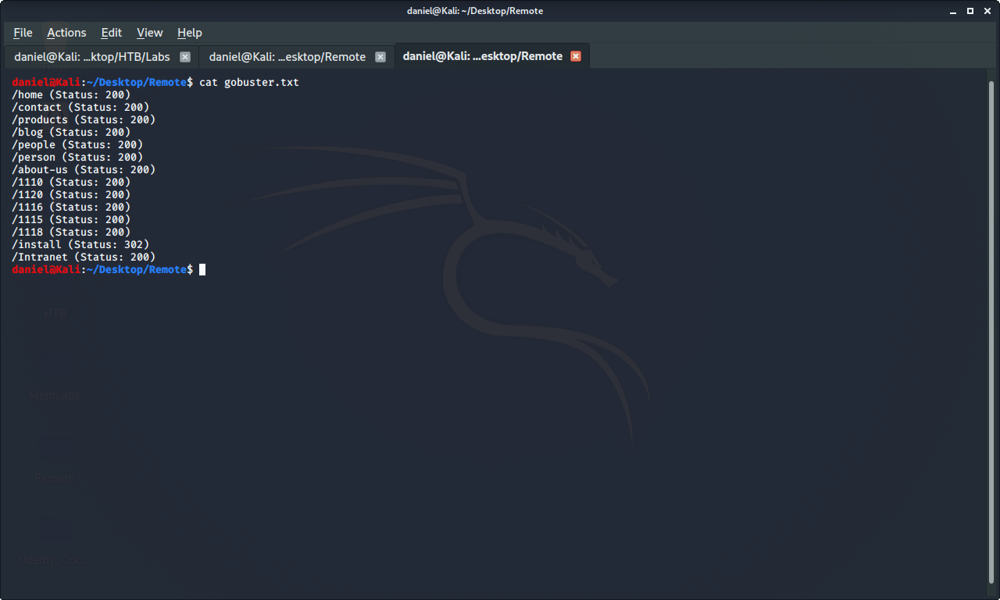 daniel@Kali: ~/Desktop/Remote
File Actions Edit View Help
daniel@Kali: ...ktop/HTB/Labs daniel@Kali: ...esktop/Remote daniel@Kali: ...esktop/Remote
daniel@Kali:~/Desktop/Remote$ cat gobuster.txt
/home (Status: 200)
/contact (Status: 200)
/products (Status: 200)
/blog (Status: 200)
/people (Status: 200)
/person (Status: 200)
/about-us (Status: 200)
/1110 (Status: 200)
/1120 (Status: 200)
/1116 (Status: 200)
/1115 (Status: 200)
/1118 (Status: 200)
/install (Status: 302)
/Intranet (Status: 200)
daniel@Kali:~/Desktop/Remote$
HTB
MemLabs
Remote
Udemy_Cou...